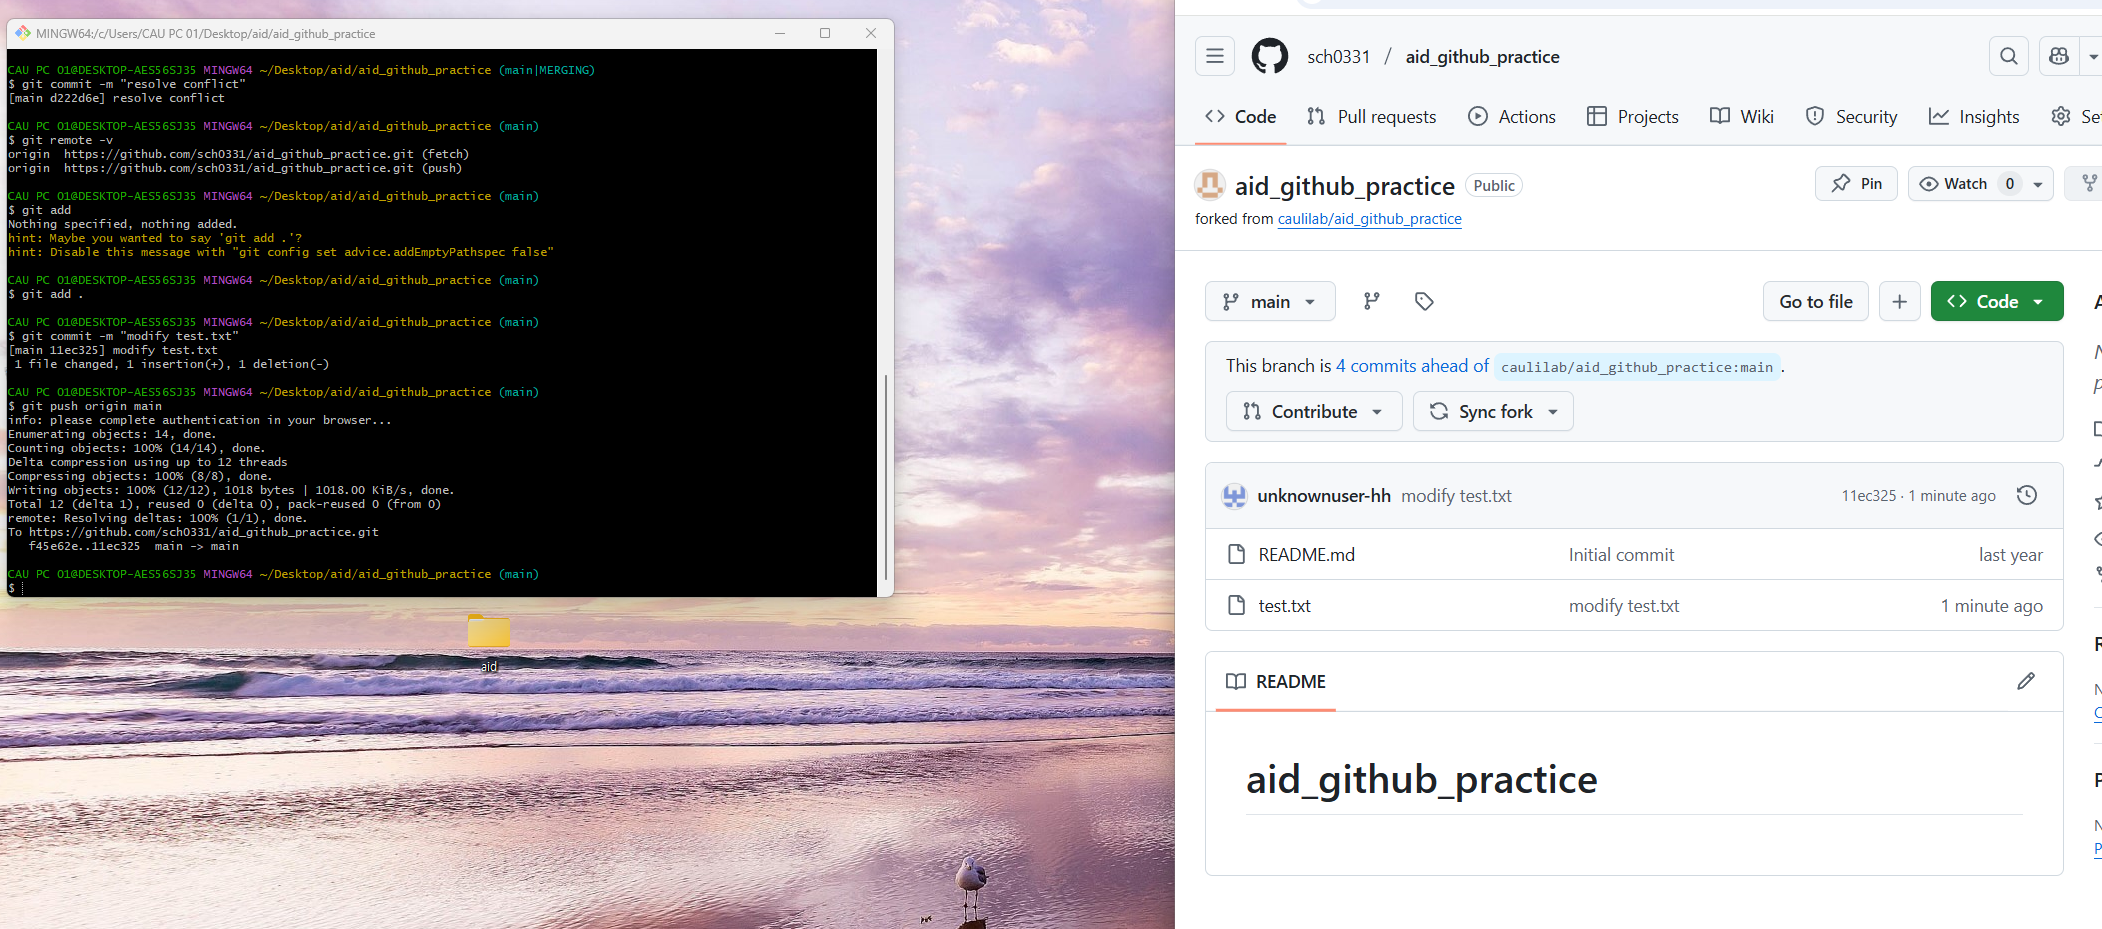 MINGW64:/c/Users/CAU PC 01/Desktop/aid/aid_github_practice
CAU PC 01@DESKTOP-AES56SJ35 MINGW64 ~/Desktop/aid/aid_github_practice (main|MERGING)
$ git commit -m "resolve conflict"
[main d222d6e] resolve conflict
CAU PC 01@DESKTOP-AES56SJ35 MINGW64 ~/Desktop/aid/aid_github_practice (main)
$ git remote -v
origin  https://github.com/sch0331/aid_github_practice.git (fetch)
origin  https://github.com/sch0331/aid_github_practice.git (push)
CAU PC 01@DESKTOP-AES56SJ35 MINGW64 ~/Desktop/aid/aid_github_practice (main)
$ git add
Nothing specified, nothing added.
hint: Maybe you wanted to say 'git add .'?
hint: Disable this message with "git config set advice.addEmptyPathspec false"
CAU PC 01@DESKTOP-AES56SJ35 MINGW64 ~/Desktop/aid/aid_github_practice (main)
$ git add .
CAU PC 01@DESKTOP-AES56SJ35 MINGW64 ~/Desktop/aid/aid_github_practice (main)
$ git commit -m "modify test.txt"
[main 11ec325] modify test.txt
1 file changed, 1 insertion(+), 1 deletion(-)
CAU PC 01@DESKTOP-AES56SJ35 MINGW64 ~/Desktop/aid/aid_github_practice (main)
$ git push origin main
info: please complete authentication in your browser...
Enumerating objects: 14, done.
Counting objects: 100% (14/14), done.
Delta compression using up to 12 threads
Compressing objects: 100% (8/8), done.
Writing objects: 100% (12/12), 1018 bytes | 1018.00 KiB/s, done.
Total 12 (delta 1), reused 0 (delta 0), pack-reused 0 (from 0)
remote: Resolving deltas: 100% (1/1), done.
To https://github.com/sch0331/aid_github_practice.git
f45e62e..11ec325  main -> main
CAU PC 01@DESKTOP-AES56SJ35 MINGW64 ~/Desktop/aid/aid_github_practice (main)
$
aid
sch0331 / aid_github_practice
Code Pull requests Actions Projects Wiki Security Insights
aid_github_practice Public
Pin Watch 0
forked from caulilab/aid_github_practice
main Go to file Code
This branch is 4 commits ahead of caulilab/aid_github_practice:main.
Contribute Sync fork
unknownuser-hh modify test.txt 11ec325 · 1 minute ago
README.md Initial commit last year
test.txt modify test.txt 1 minute ago
README
aid_github_practice